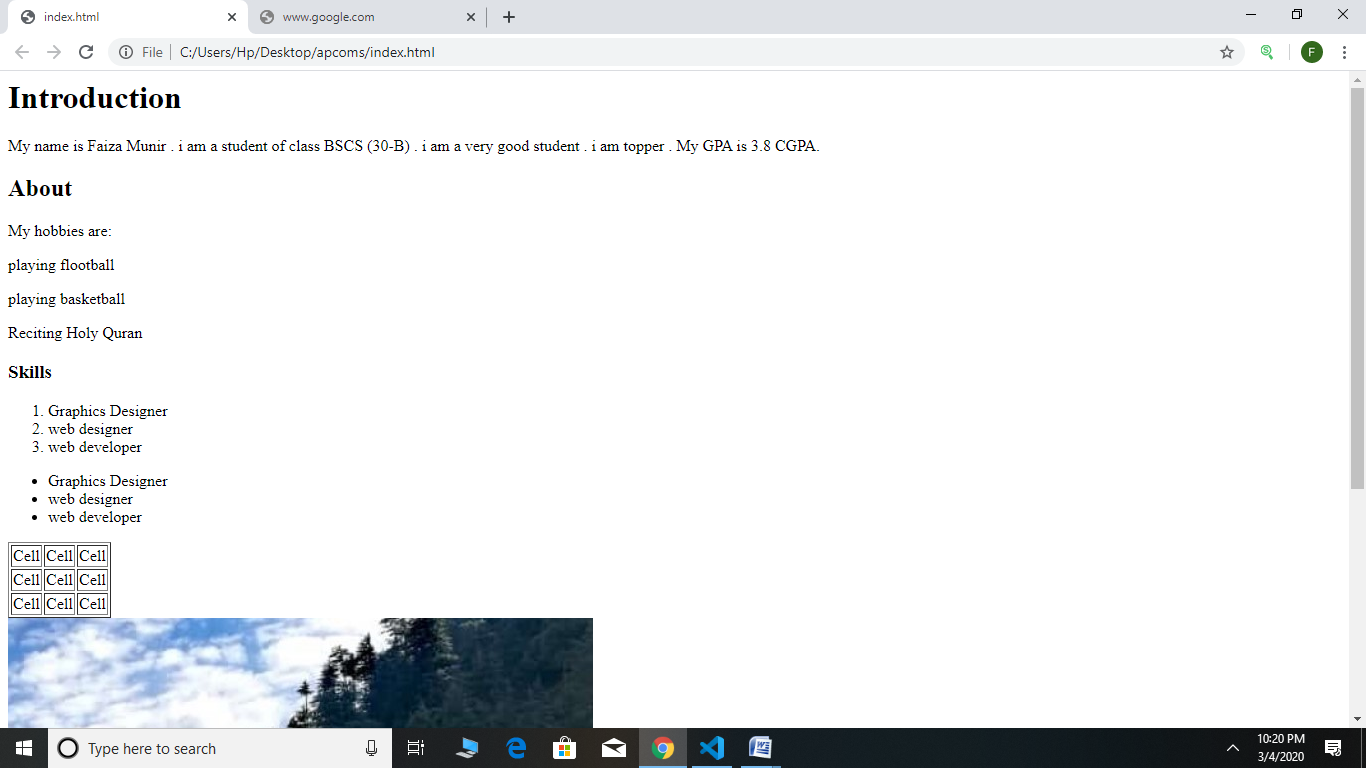 index.html
www.google.com
File
C:/Users/Hp/Desktop/apcoms/index.html
F
Introduction
My name is Faiza Munir . i am a student of class BSCS (30-B) . i am a very good student . i am topper . My GPA is 3.8 CGPA.
About
My hobbies are:
playing flootball
playing basketball
Reciting Holy Quran
Skills
1. Graphics Designer
2. web designer
3. web developer
• Graphics Designer
• web designer
• web developer
Cell Cell Cell
Cell Cell Cell
Cell Cell Cell
Type here to search
10:20 PM
3/4/2020